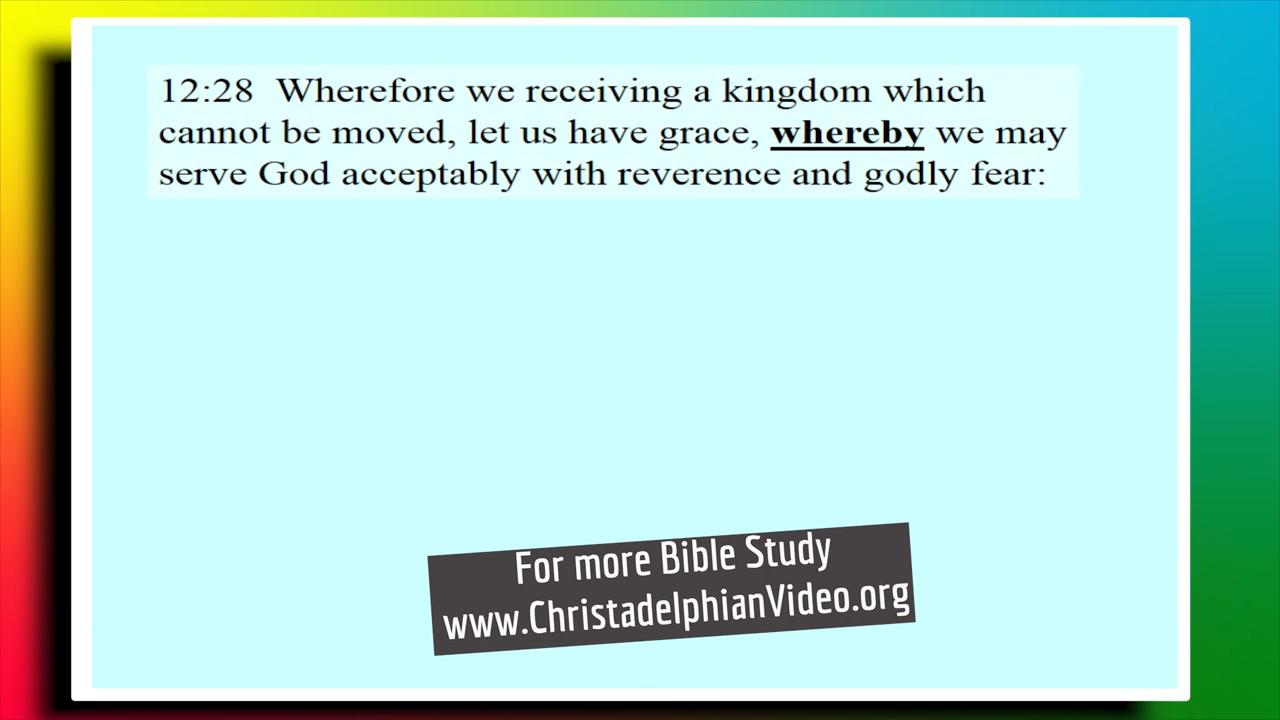 12:28 Wherefore we receiving a kingdom which
cannot be moved, let us have grace, whereby we may
serve God acceptably with reverence and godly fear:
For more Bible Study
www.ChristadelphianVideo.org